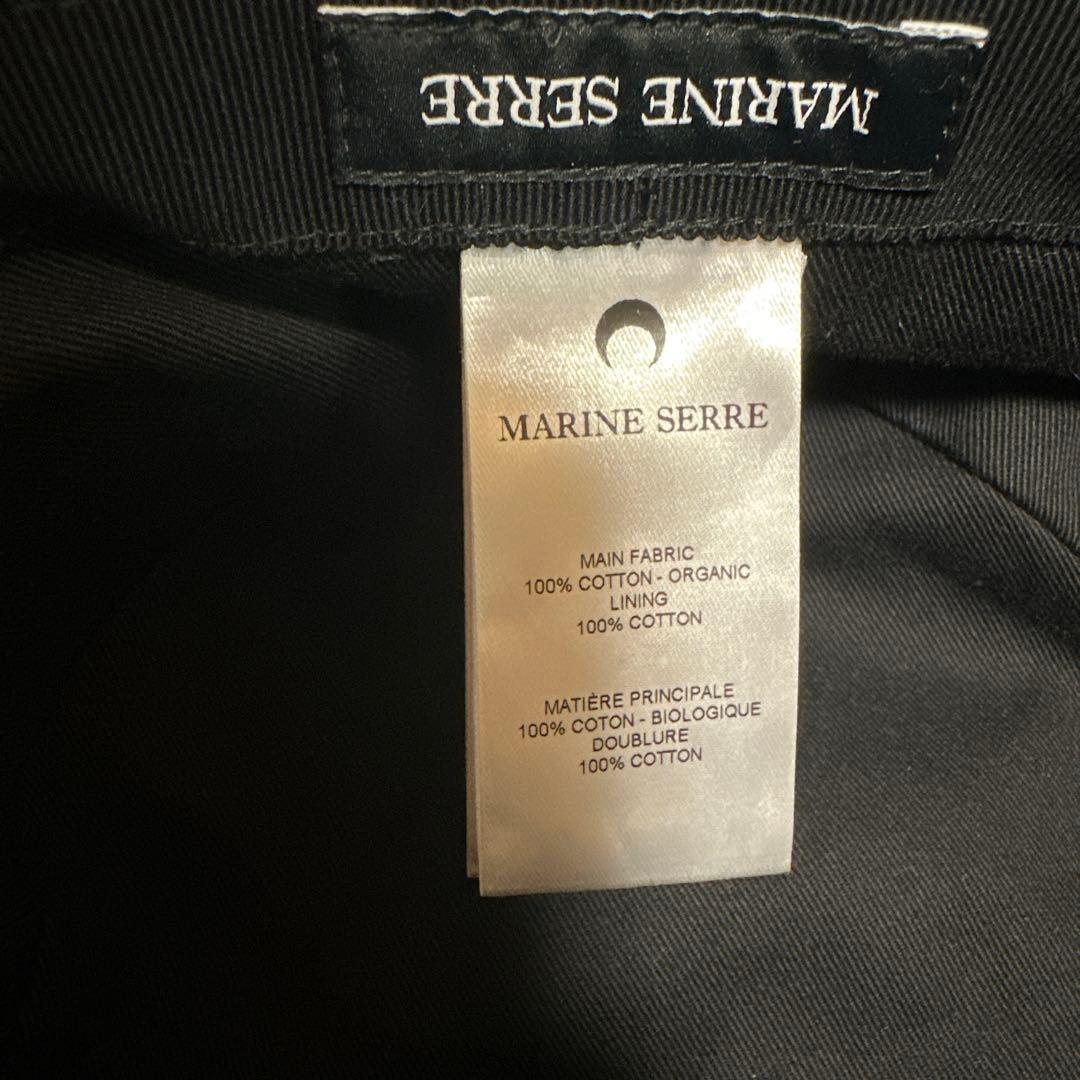 MARINE SERRE
MARINE SERRE
MAIN FABRIC
100% COTTON - ORGANIC
LINING
100% COTTON
MATIÈRE PRINCIPALE
100% COTON - BIOLOGIQUE
DOUBLURE
100% COTTON